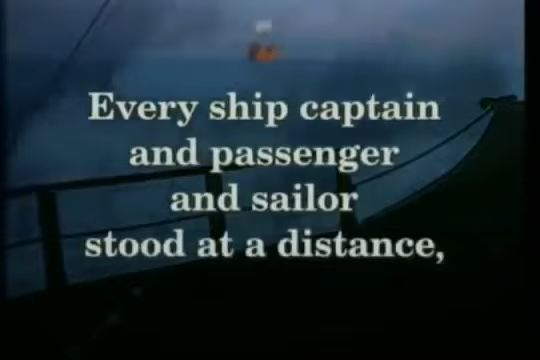 Every ship captain
and passenger
and sailor
stood at a distance,